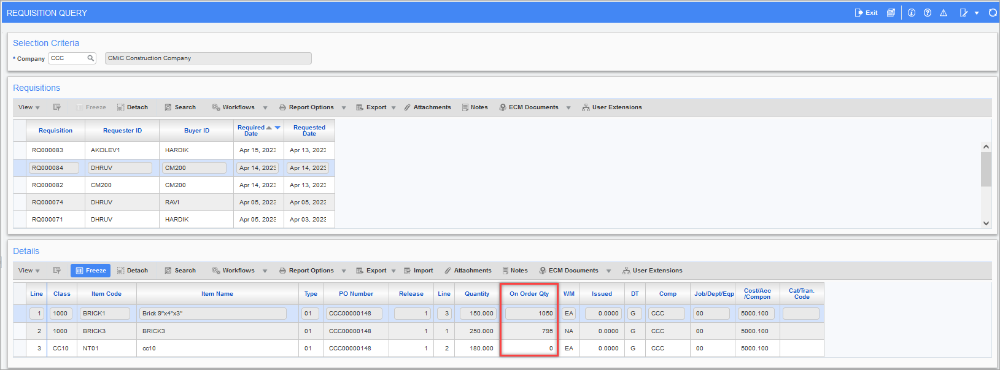 REQUISITION QUERY
Exit
Selection Criteria
* Company CCC CMiC Construction Company
Requisitions
View Freeze Detach Search Workflows Report Options Export Attachments Notes ECM Documents User Extensions
Requisition Requester ID Buyer ID Required Date Requested Date
RQ000083 AKOLEV1 HARDIK Apr 15, 2023 Apr 13, 2023
RQ000084 DHRUV CM200 Apr 14, 2023 Apr 14, 2023
RQ000082 CM200 CM200 Apr 14, 2023 Apr 13, 2023
RQ000074 DHRUV RAVI Apr 05, 2023 Apr 05, 2023
RQ000071 DHRUV HARDIK Apr 05, 2023 Apr 03, 2023
Details
View Freeze Detach Search Workflows Report Options Export Import Attachments Notes ECM Documents User Extensions
Line Class Item Code Item Name Type PO Number Release Line Quantity On Order Qty WM Issued DT Comp Job/Dept/Eqp Cost/Acc /Compon Cat/Tran. Code
1 1000 BRICK1 Brick 9"x4"x3" 01 CCC00000148 1 3 150.000 1050 EA 0.0000 G CCC 00 5000.100
2 1000 BRICK3 BRICK3 01 CCC00000148 1 1 250.000 795 NA 0.0000 G CCC 00 5000.100
3 CC10 NT01 cc10 01 CCC00000148 1 2 180.000 0 EA 0.0000 G CCC 00 5000.100